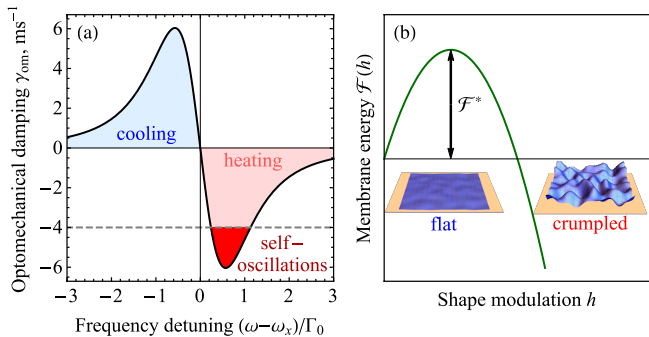 (a)
Optomechanical damping γom, ms−1
6
4
2
0
−2
−4
−6
cooling
heating
self−
oscillations
−3 −2 −1 0 1 2 3
Frequency detuning (ω−ωx)/Γ0
(b)
Membrane energy ℱ(h)
ℱ*
flat
crumpled
Shape modulation h